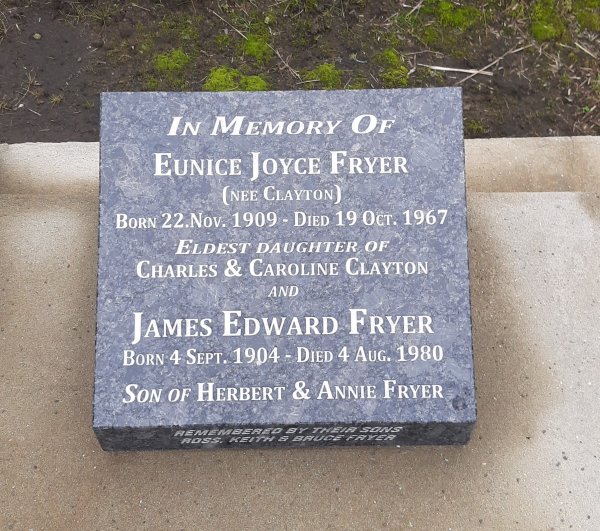 In Memory Of
Eunice Joyce Fryer
(nee Clayton)
Born 22.Nov. 1909 - Died 19 Oct. 1967
Eldest daughter of
Charles & Caroline Clayton
and
James Edward Fryer
Born 4 Sept. 1904 - Died 4 Aug. 1980
Son of Herbert & Annie Fryer
REMEMBERED BY THEIR SONS
ROSS, KEITH & BRUCE FRYER